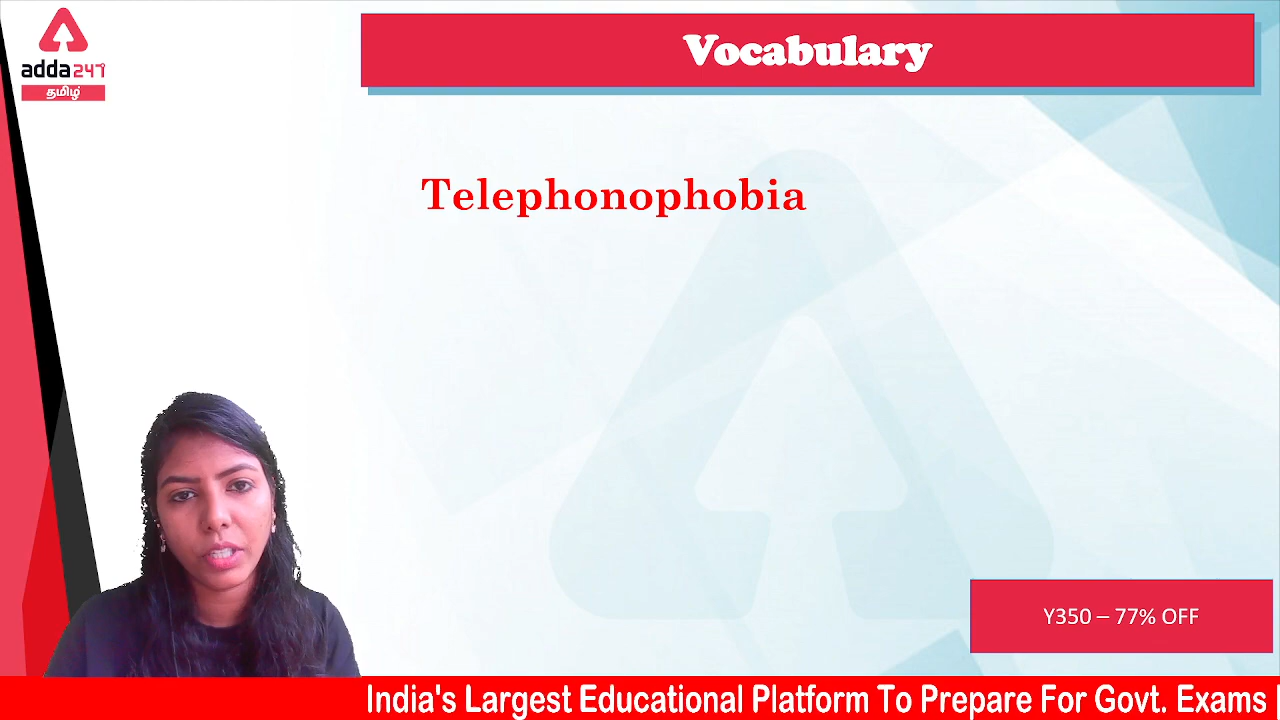 adda247
தமிழ்
Vocabulary
Telephonophobia
Y350 – 77% OFF
India's Largest Educational Platform To Prepare For Govt. Exams